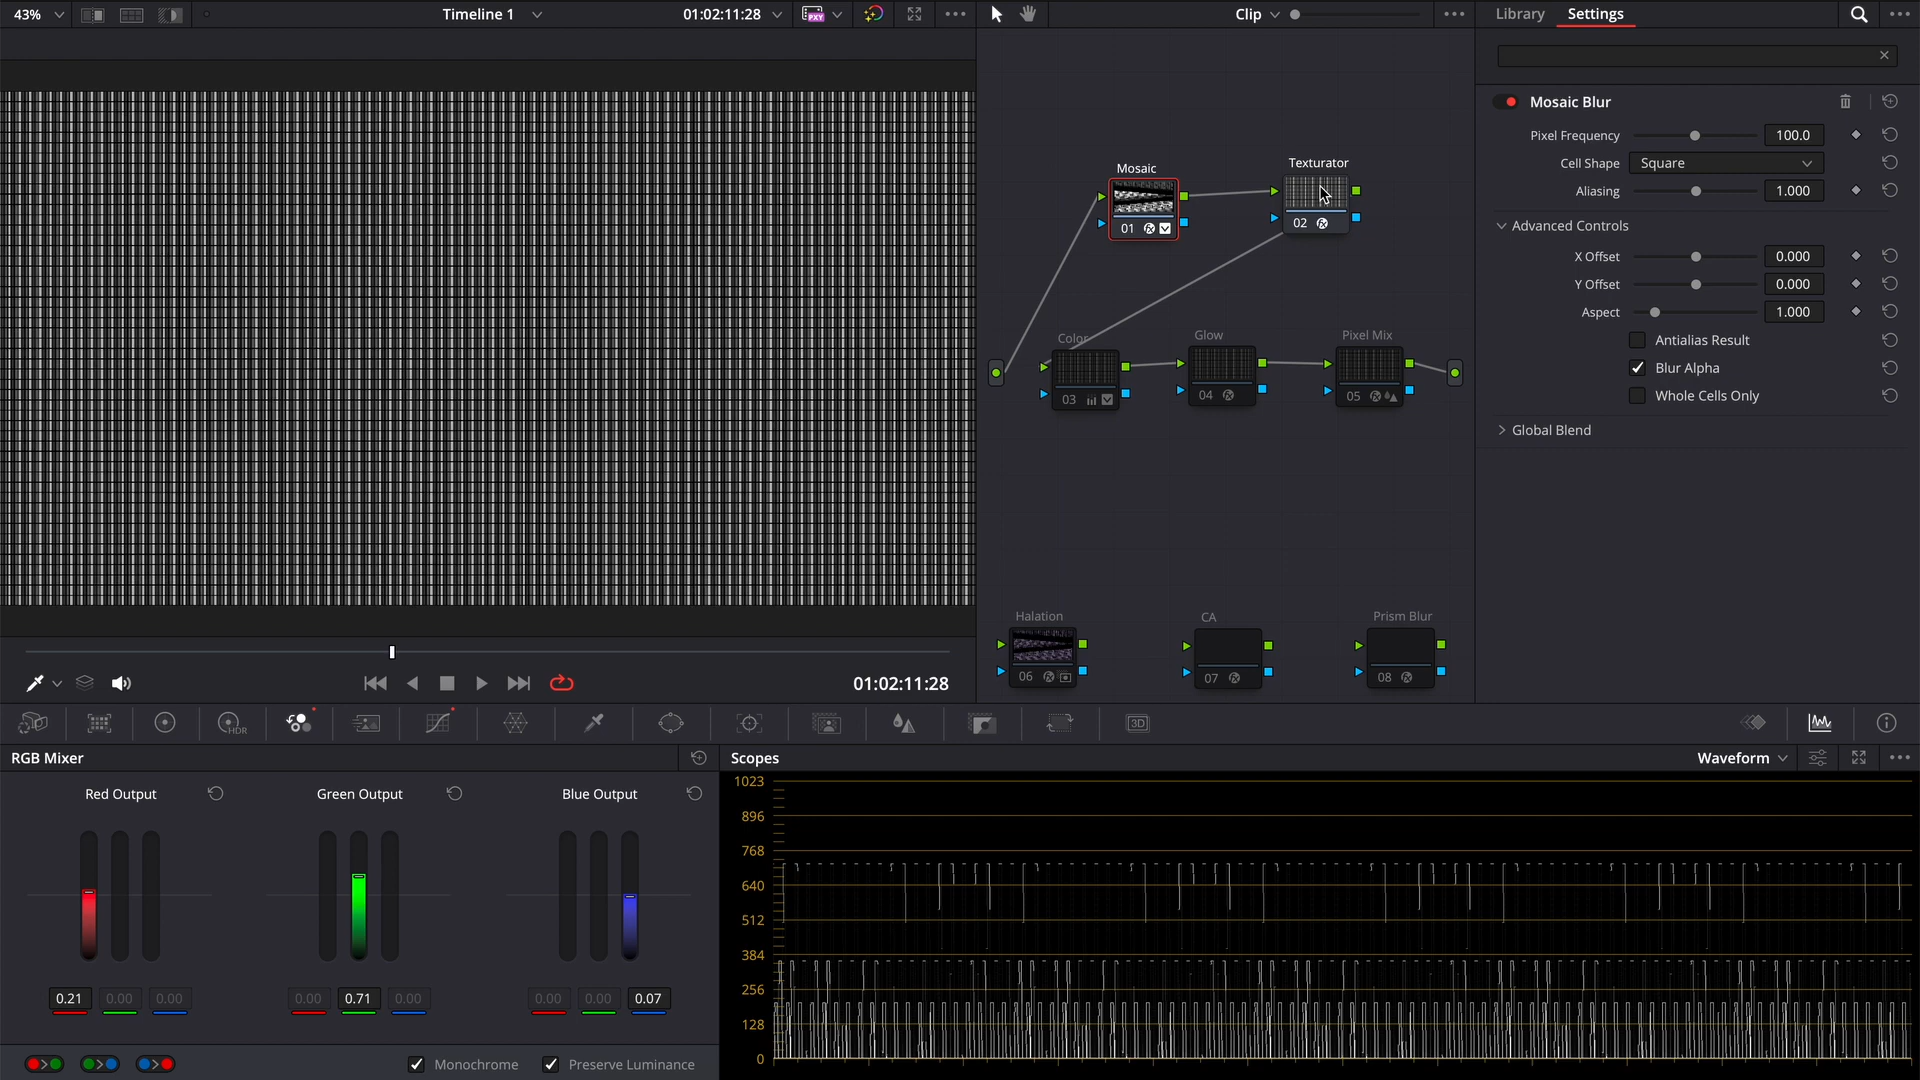 43%
Timeline 1
01:02:11:28
PXY
Clip
Library
Settings
Mosaic Blur
Pixel Frequency
100.0
Cell Shape
Square
Aliasing
1.000
Advanced Controls
X Offset
0.000
Y Offset
0.000
Aspect
1.000
Antialias Result
Blur Alpha
Whole Cells Only
Global Blend
Mosaic
01
Texturator
02
Color
03
Glow
04
Pixel Mix
05
Halation
06
CA
07
Prism Blur
08
01:02:11:28
HDR
3D
RGB Mixer
Red Output
Green Output
Blue Output
0.21
0.00
0.00
0.00
0.71
0.00
0.00
0.00
0.07
Monochrome
Preserve Luminance
Scopes
Waveform
1023
896
768
640
512
384
256
128
0